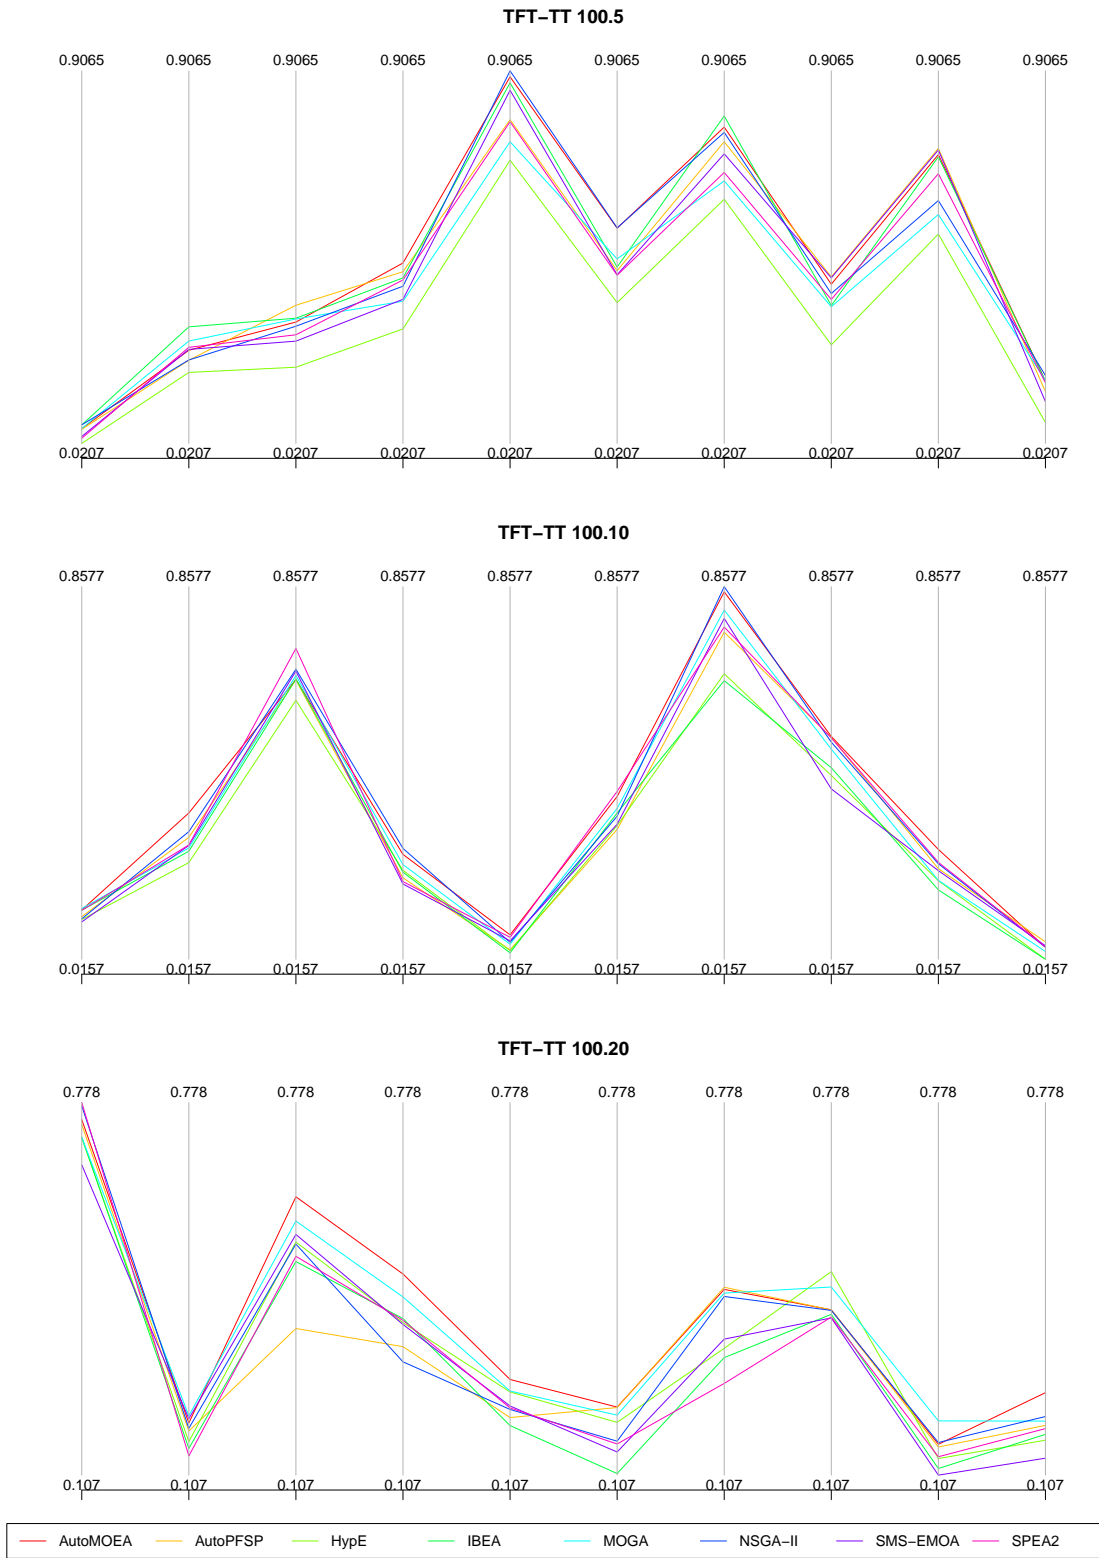 TFT−TT 100.5
0.9065 0.9065 0.9065 0.9065 0.9065 0.9065 0.9065 0.9065 0.9065 0.9065
0.0207 0.0207 0.0207 0.0207 0.0207 0.0207 0.0207 0.0207 0.0207 0.0207
TFT−TT 100.10
0.8577 0.8577 0.8577 0.8577 0.8577 0.8577 0.8577 0.8577 0.8577 0.8577
0.0157 0.0157 0.0157 0.0157 0.0157 0.0157 0.0157 0.0157 0.0157 0.0157
TFT−TT 100.20
0.778 0.778 0.778 0.778 0.778 0.778 0.778 0.778 0.778 0.778
0.107 0.107 0.107 0.107 0.107 0.107 0.107 0.107 0.107 0.107
AutoMOEA AutoPFSP HypE IBEA MOGA NSGA−II SMS−EMOA SPEA2